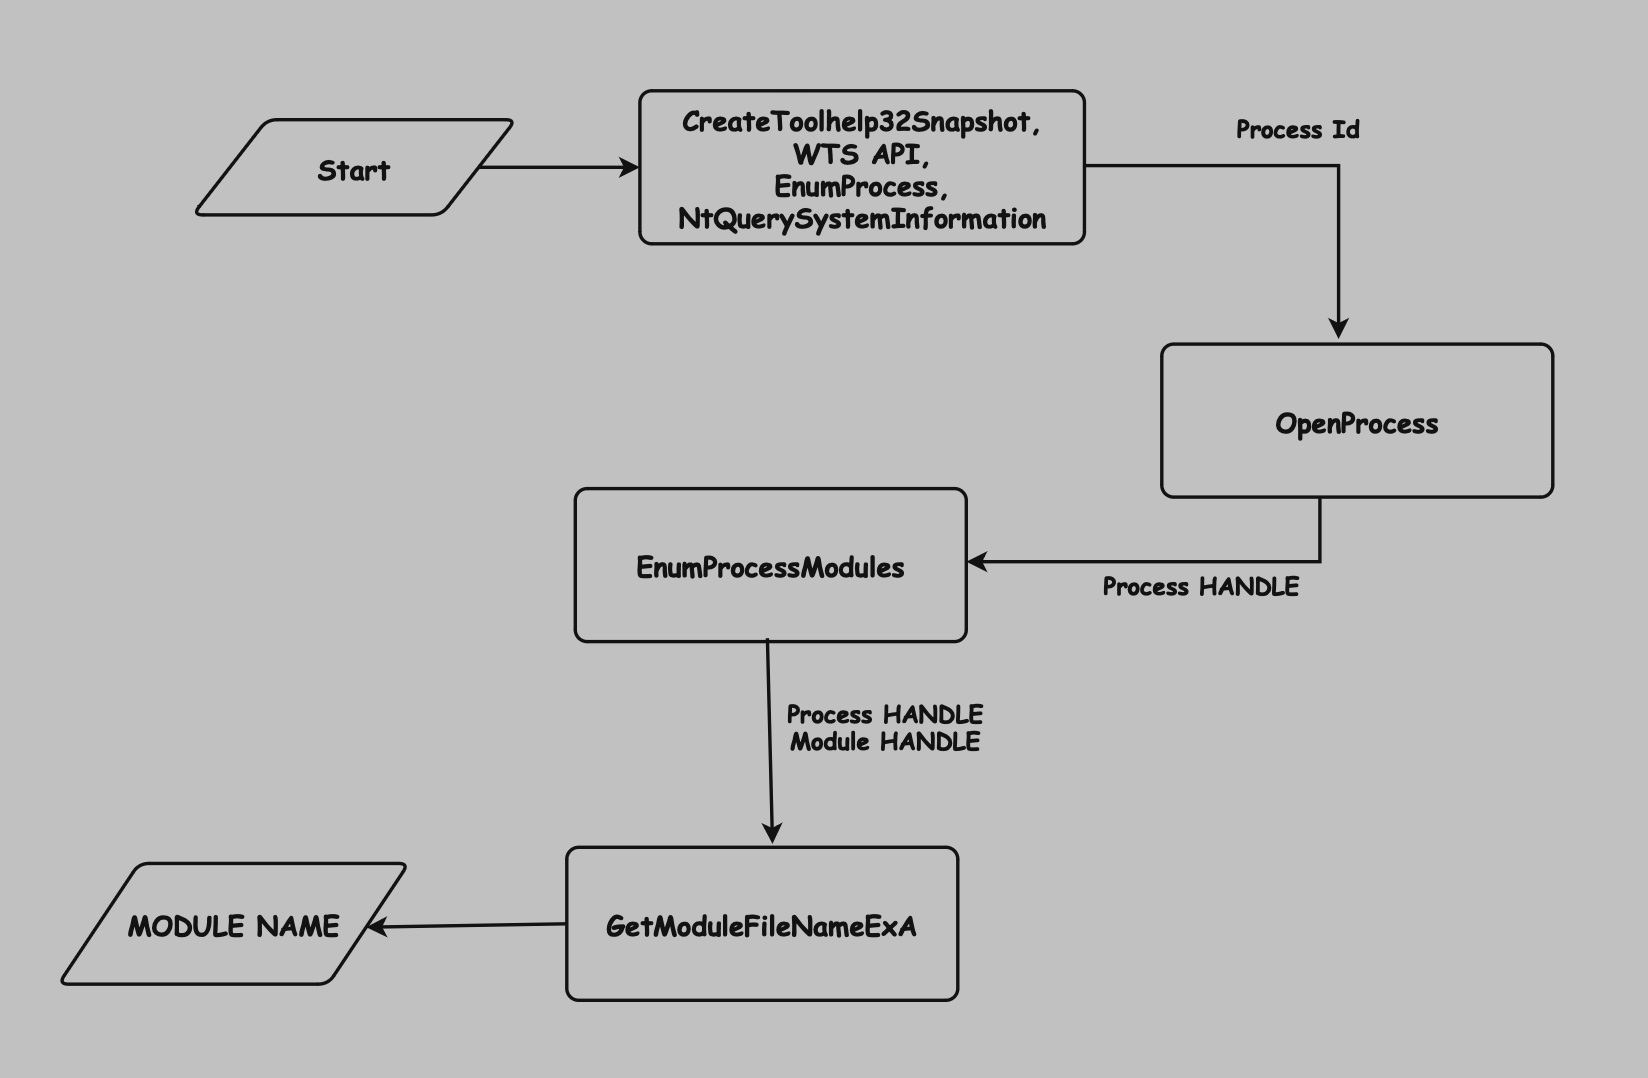 Start
CreateToolhelp32Snapshot,
WTS API,
EnumProcess,
NtQuerySystemInformation
Process Id
OpenProcess
Process HANDLE
EnumProcessModules
Process HANDLE
Module HANDLE
GetModuleFileNameExA
MODULE NAME